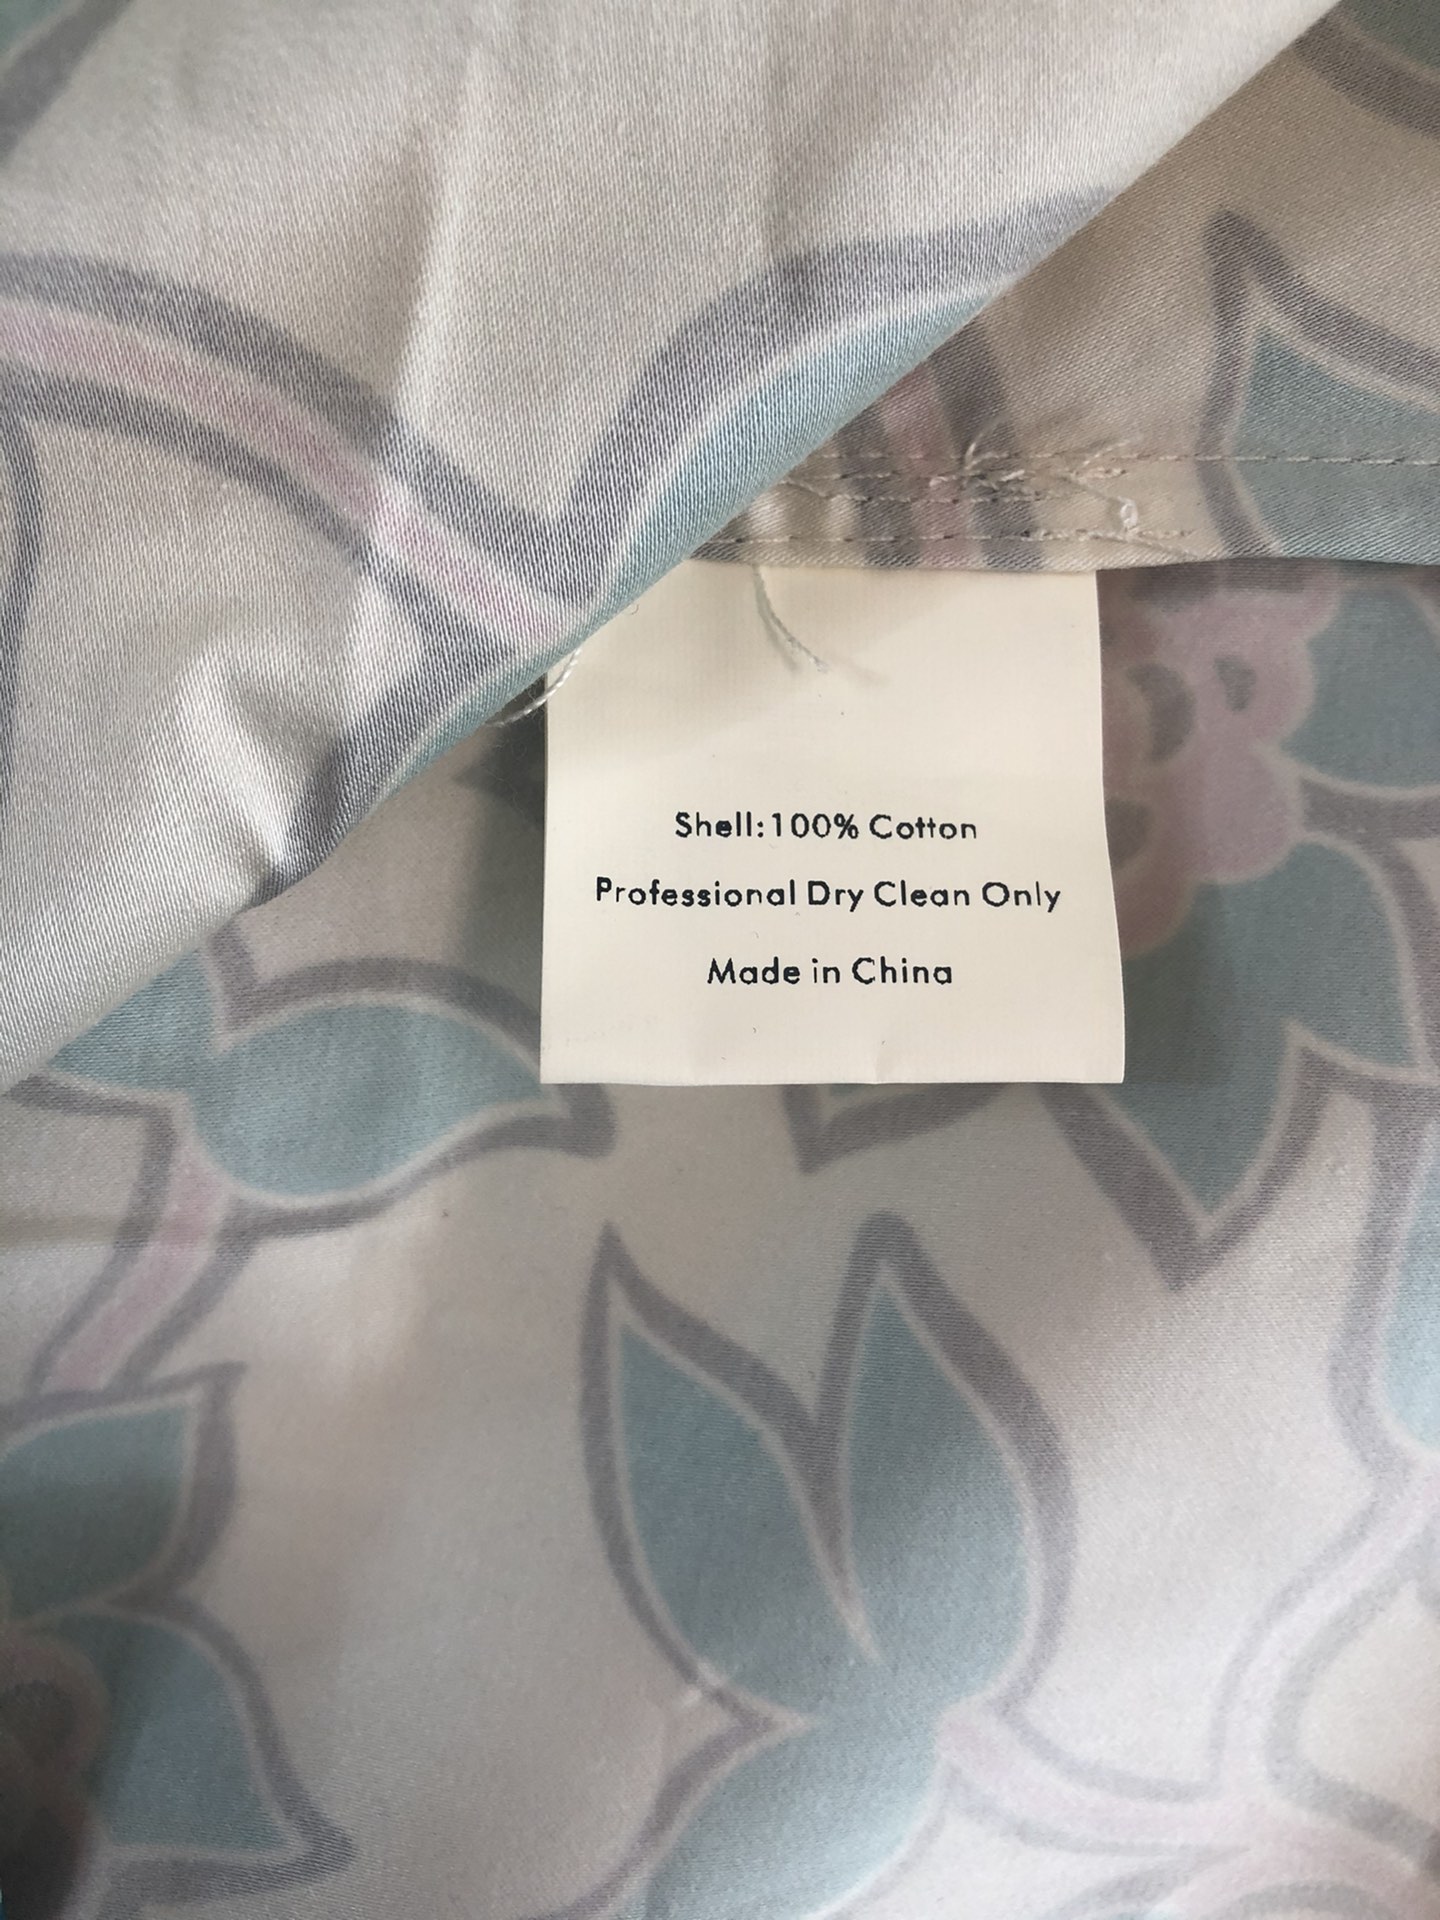 Shell:100% Cotton
Professional Dry Clean Only
Made in China